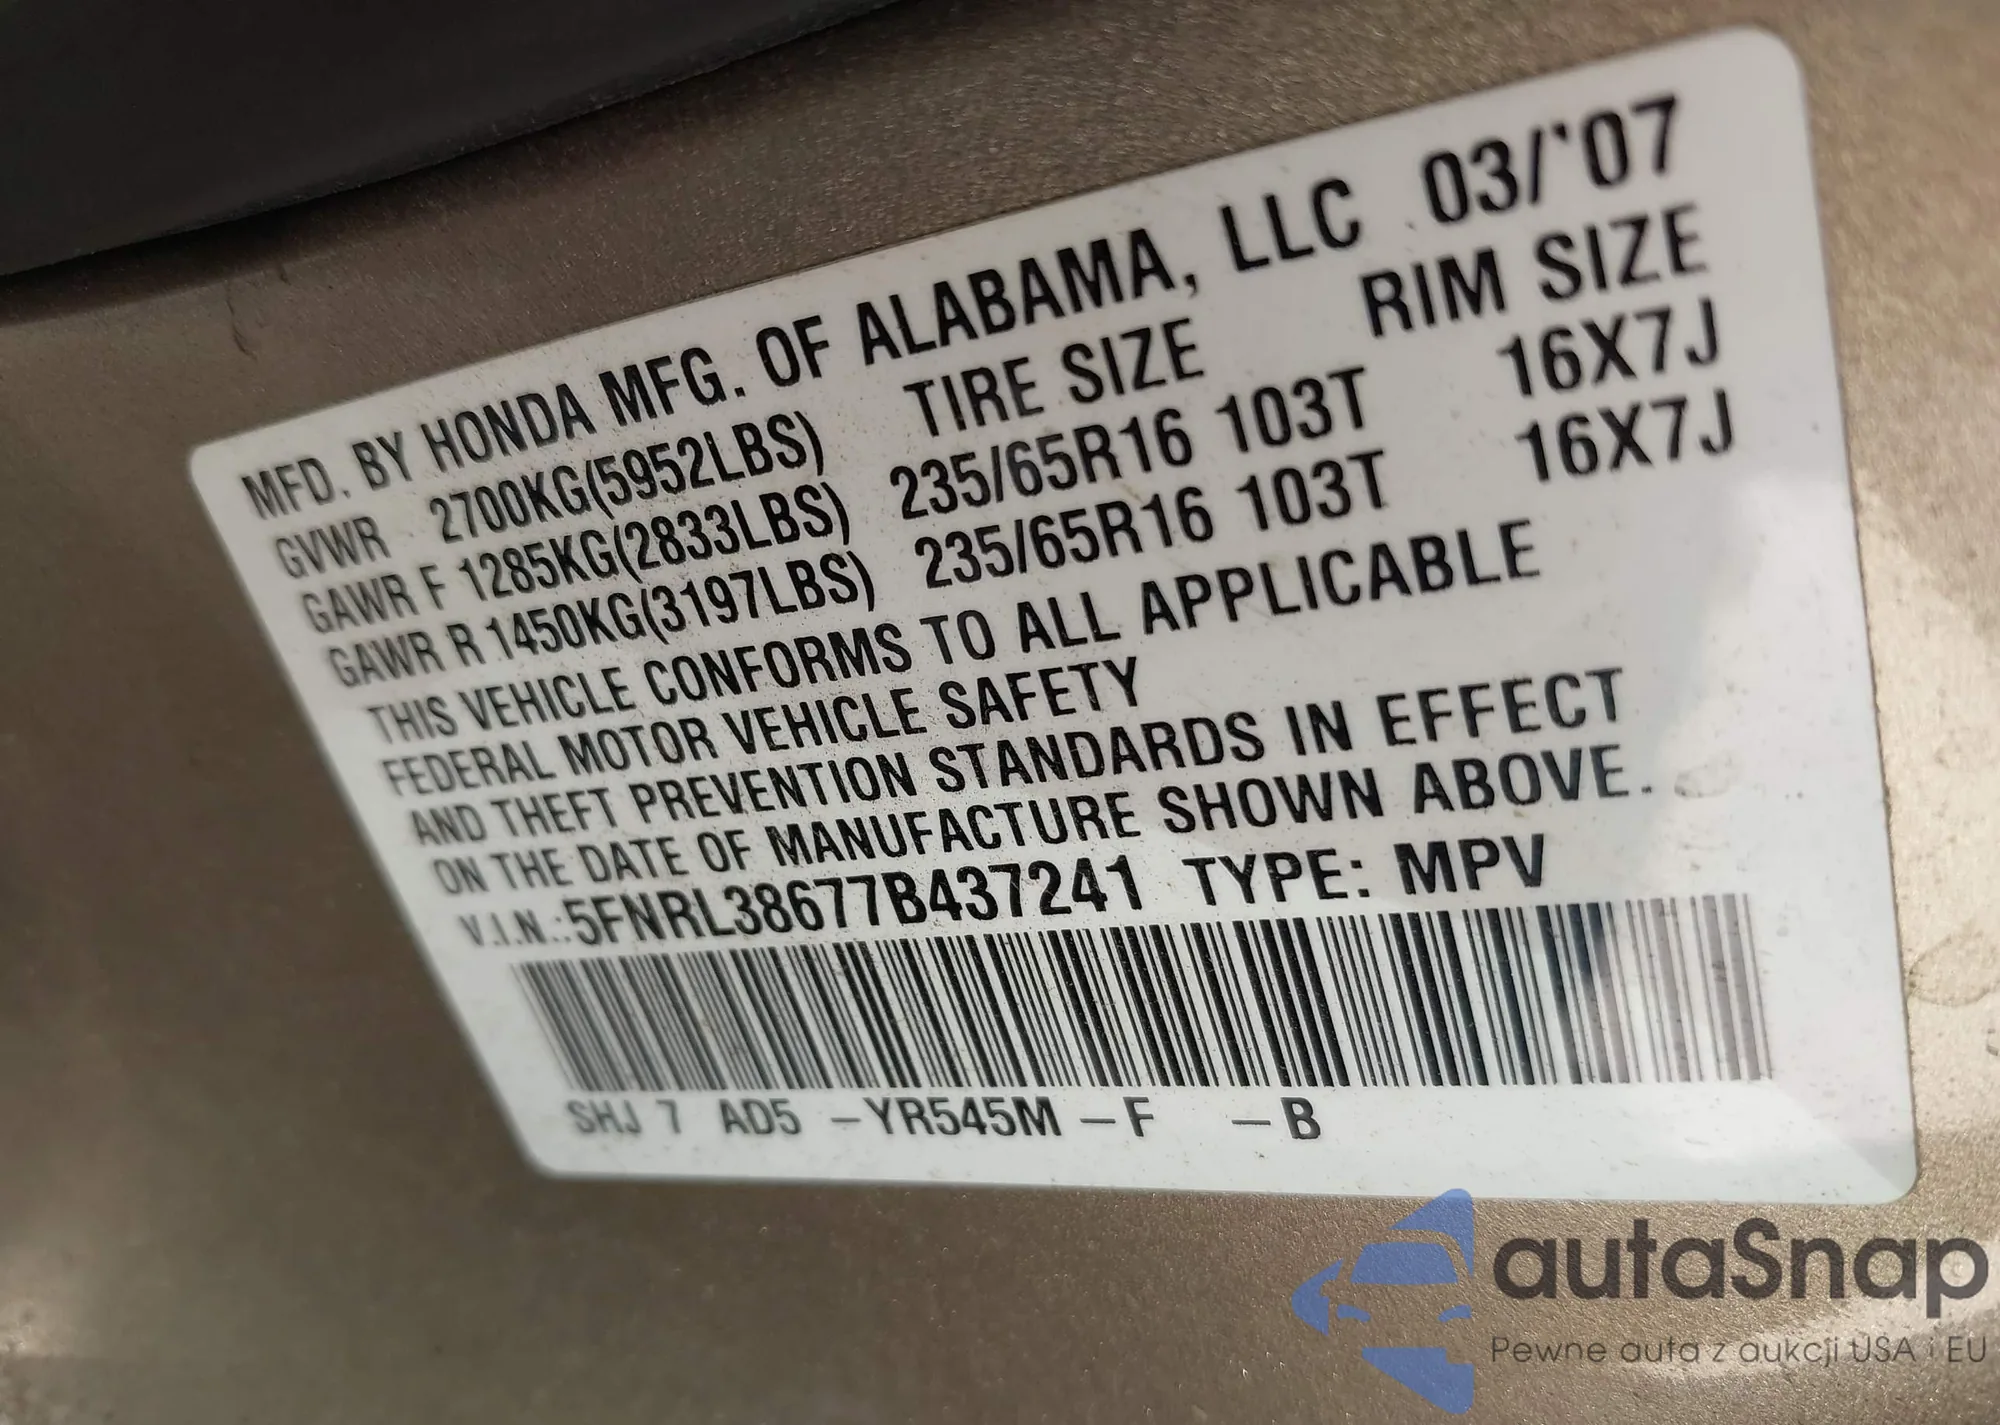 MFD. BY HONDA MFG. OF ALABAMA, LLC 03/'07
GVWR 2700KG(5952LBS) TIRE SIZE RIM SIZE
GAWR F 1285KG(2833LBS) 235/65R16 103T 16X7J
GAWR R 1450KG(3197LBS) 235/65R16 103T 16X7J
THIS VEHICLE CONFORMS TO ALL APPLICABLE
FEDERAL MOTOR VEHICLE SAFETY
AND THEFT PREVENTION STANDARDS IN EFFECT
ON THE DATE OF MANUFACTURE SHOWN ABOVE.
V.I.N.:5FNRL38677B437241 TYPE: MPV
SHJ 7 AD5 -YR545M -F -B
autaSnap
Pewne auta z aukcji USA i EU